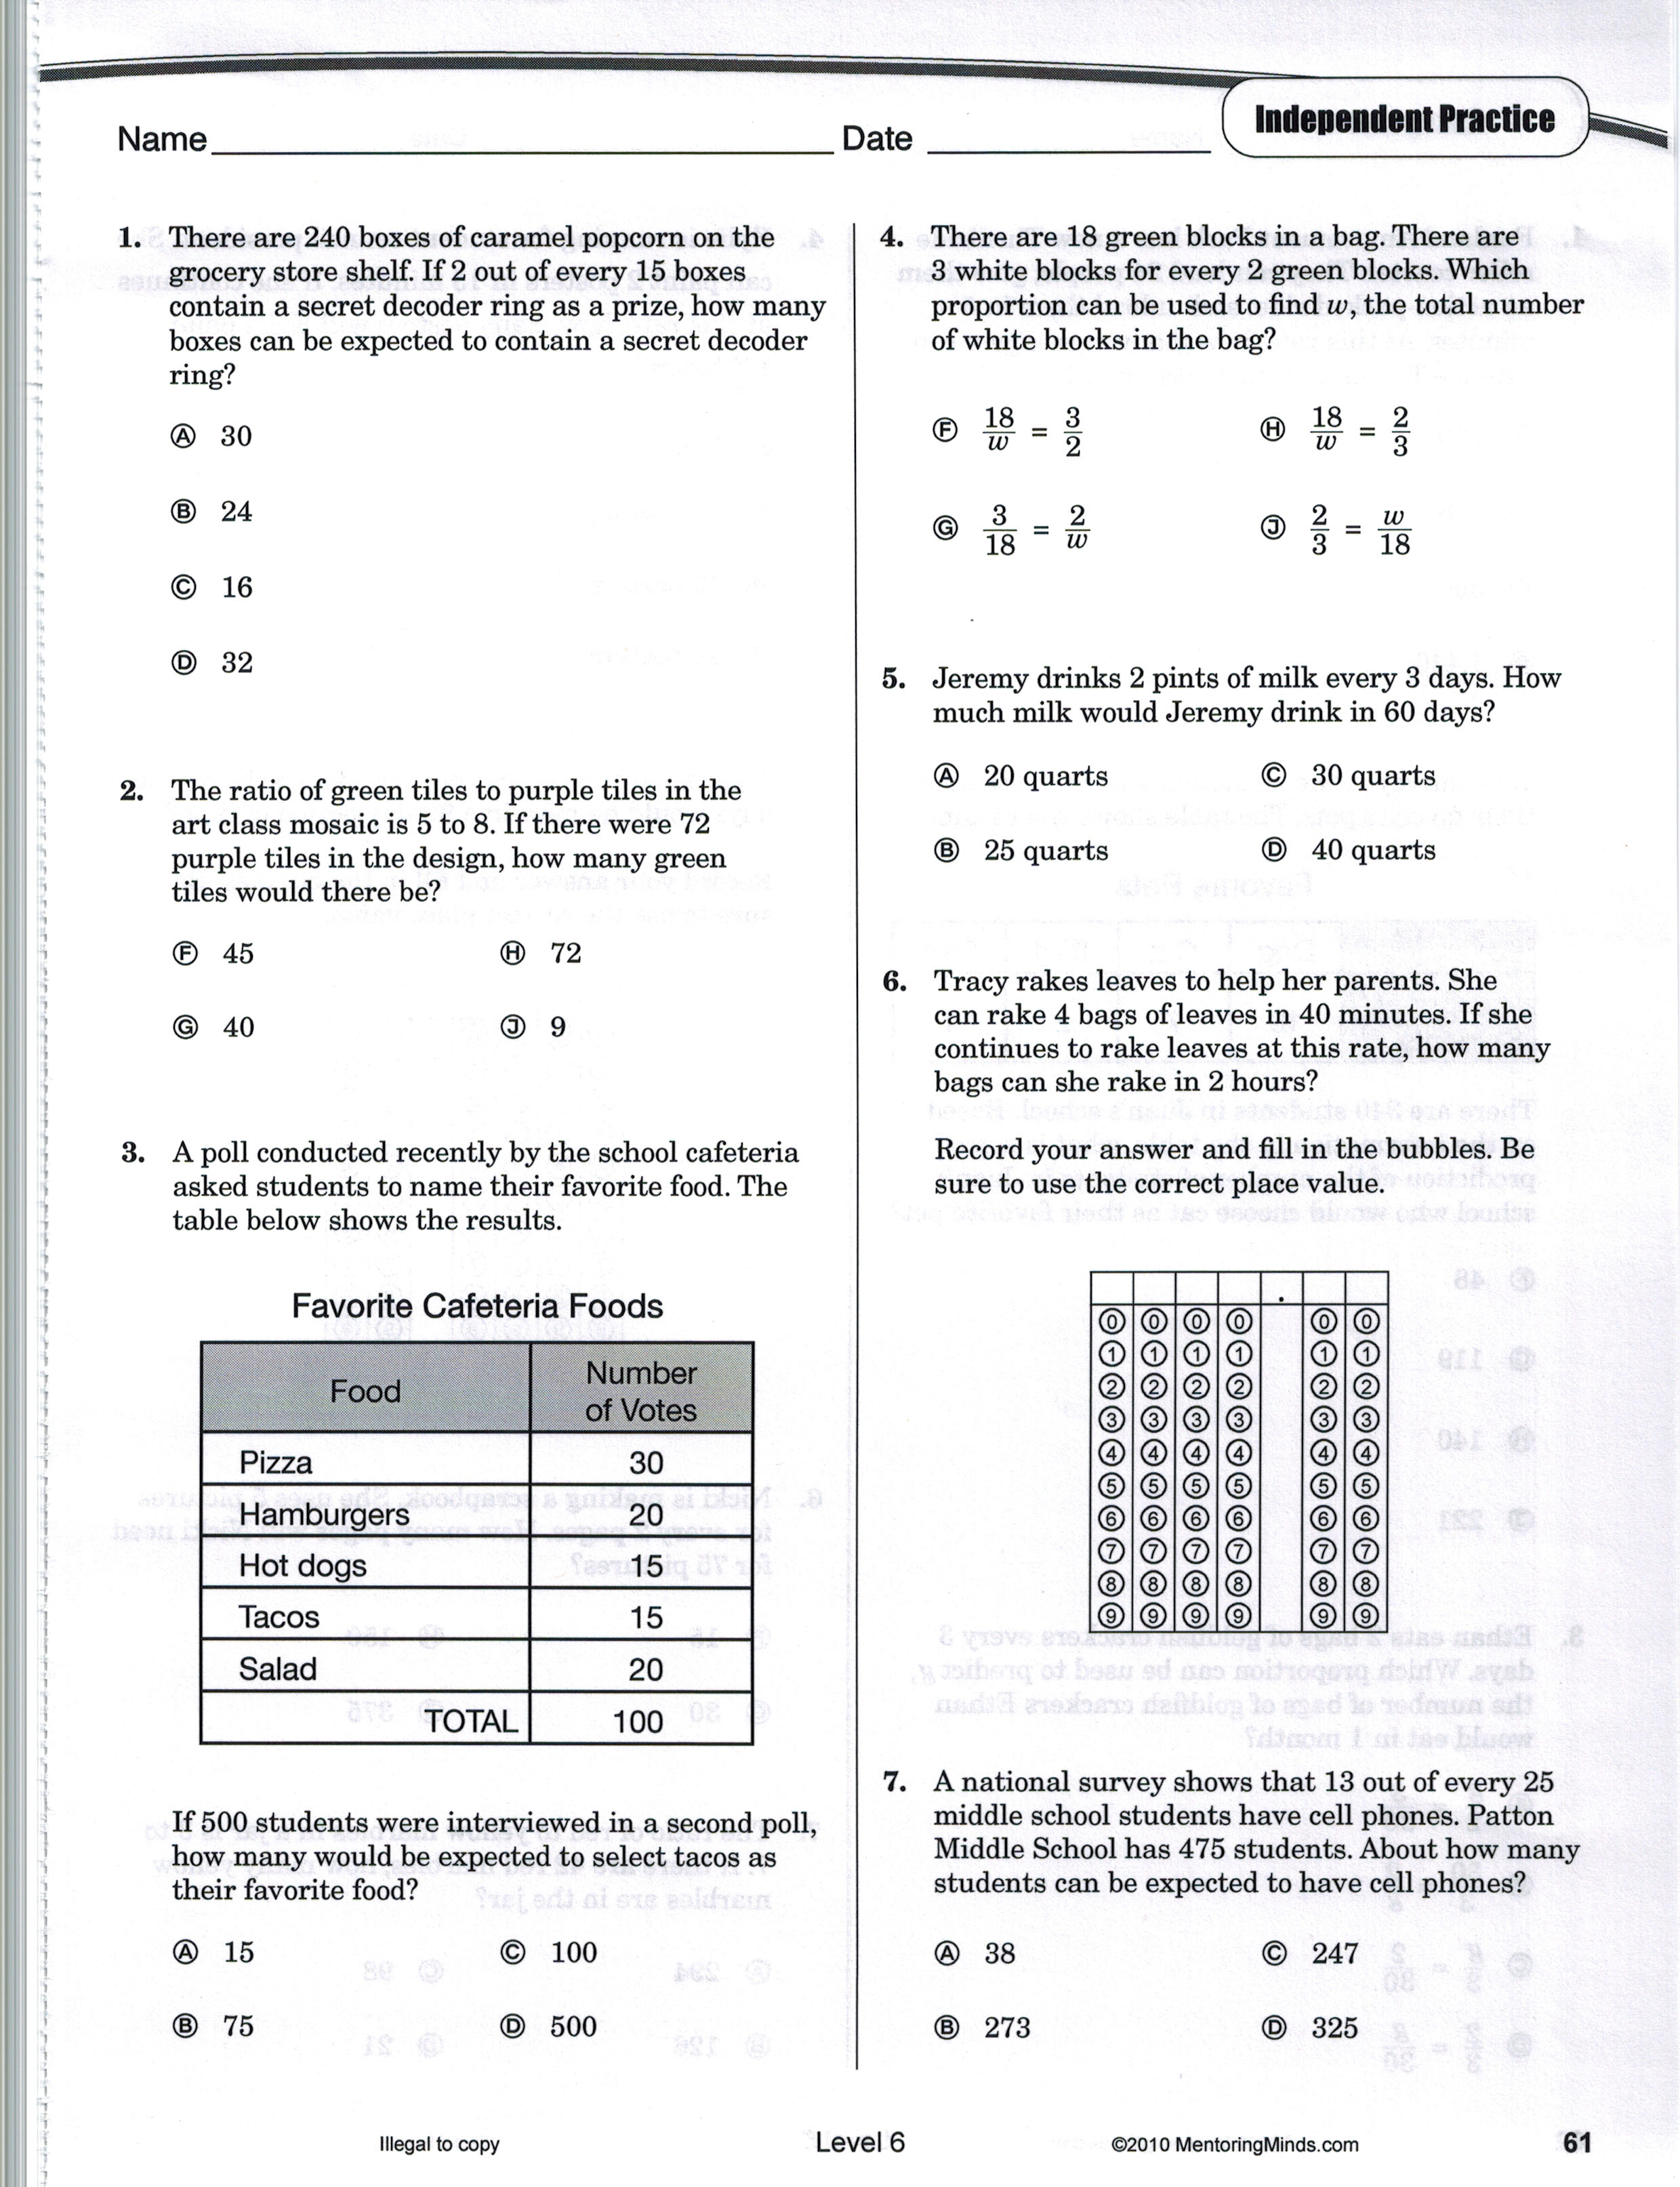 Independent Practice
Name
Date
1. There are 240 boxes of caramel popcorn on the
grocery store shelf. If 2 out of every 15 boxes
contain a secret decoder ring as a prize, how many
boxes can be expected to contain a secret decoder
ring?
Ⓐ 30
Ⓑ 24
Ⓒ 16
Ⓓ 32
2. The ratio of green tiles to purple tiles in the
art class mosaic is 5 to 8. If there were 72
purple tiles in the design, how many green
tiles would there be?
Ⓕ 45 Ⓗ 72
Ⓖ 40 Ⓙ 9
3. A poll conducted recently by the school cafeteria
asked students to name their favorite food. The
table below shows the results.
Favorite Cafeteria Foods
Food Number of Votes
Pizza 30
Hamburgers 20
Hot dogs 15
Tacos 15
Salad 20
TOTAL 100
If 500 students were interviewed in a second poll,
how many would be expected to select tacos as
their favorite food?
Ⓐ 15 Ⓒ 100
Ⓑ 75 Ⓓ 500
4. There are 18 green blocks in a bag. There are
3 white blocks for every 2 green blocks. Which
proportion can be used to find w, the total number
of white blocks in the bag?
Ⓕ 18/w = 3/2 Ⓗ 18/w = 2/3
Ⓖ 3/18 = 2/w Ⓙ 2/3 = w/18
5. Jeremy drinks 2 pints of milk every 3 days. How
much milk would Jeremy drink in 60 days?
Ⓐ 20 quarts Ⓒ 30 quarts
Ⓑ 25 quarts Ⓓ 40 quarts
6. Tracy rakes leaves to help her parents. She
can rake 4 bags of leaves in 40 minutes. If she
continues to rake leaves at this rate, how many
bags can she rake in 2 hours?
Record your answer and fill in the bubbles. Be
sure to use the correct place value.
.
⓪ ⓪ ⓪ ⓪ ⓪ ⓪
① ① ① ① ① ①
② ② ② ② ② ②
③ ③ ③ ③ ③ ③
④ ④ ④ ④ ④ ④
⑤ ⑤ ⑤ ⑤ ⑤ ⑤
⑥ ⑥ ⑥ ⑥ ⑥ ⑥
⑦ ⑦ ⑦ ⑦ ⑦ ⑦
⑧ ⑧ ⑧ ⑧ ⑧ ⑧
⑨ ⑨ ⑨ ⑨ ⑨ ⑨
7. A national survey shows that 13 out of every 25
middle school students have cell phones. Patton
Middle School has 475 students. About how many
students can be expected to have cell phones?
Ⓐ 38 Ⓒ 247
Ⓑ 273 Ⓓ 325
Illegal to copy Level 6 ©2010 MentoringMinds.com 61